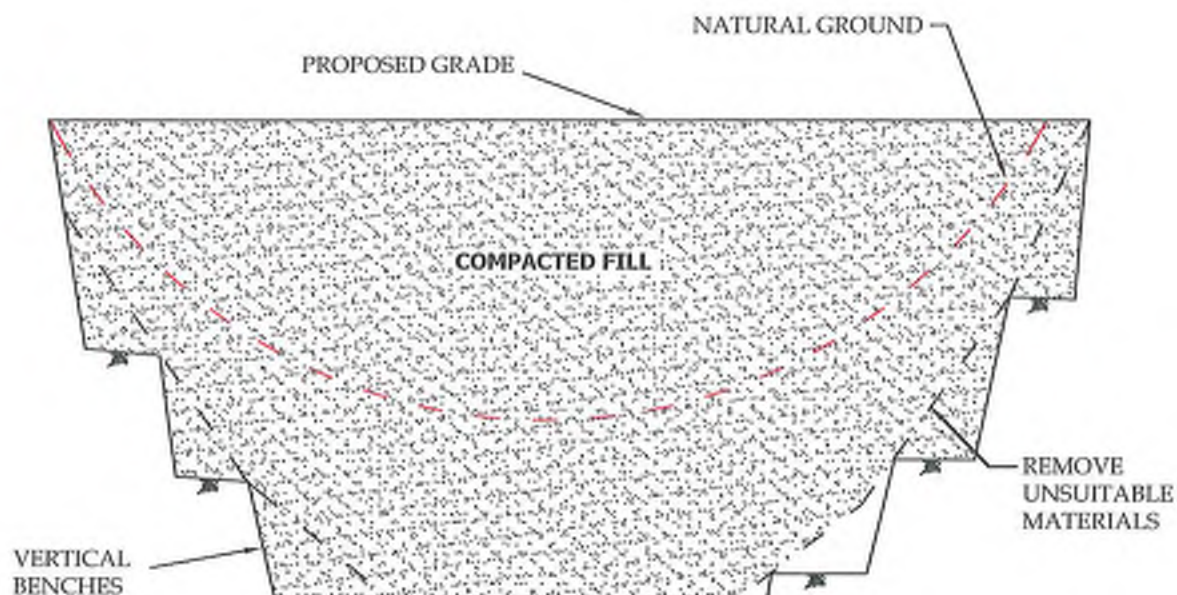 NATURAL GROUND
PROPOSED GRADE
COMPACTED FILL
REMOVE
UNSUITABLE
MATERIALS
VERTICAL
BENCHES